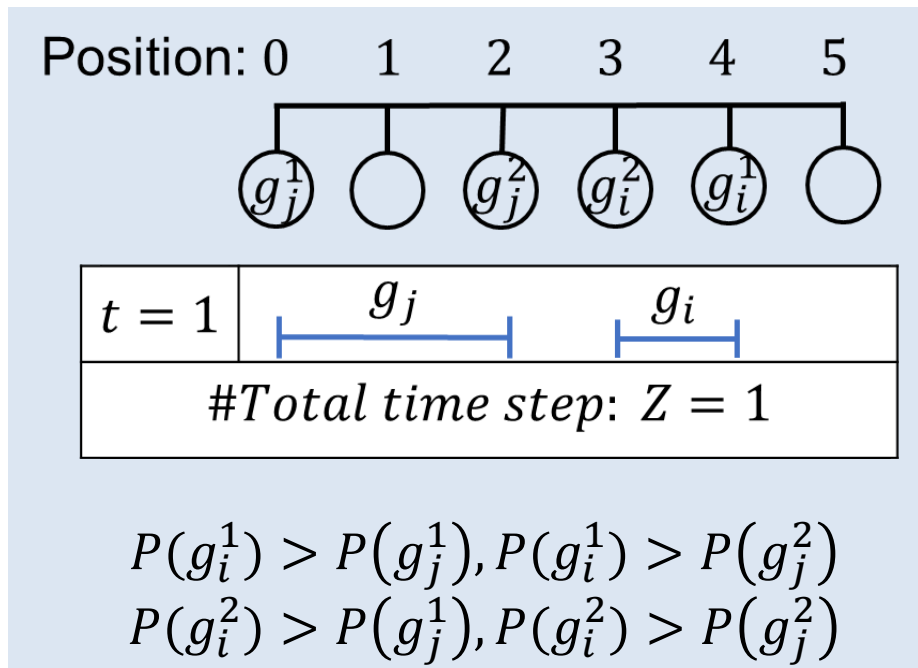 Position: 0 1 2 3 4 5
g_j^1 g_j^2 g_i^2 g_i^1
g_j g_i
t = 1
#Total time step: Z = 1
P(g_i^1) > P(g_j^1), P(g_i^1) > P(g_j^2)
P(g_i^2) > P(g_j^1), P(g_i^2) > P(g_j^2)